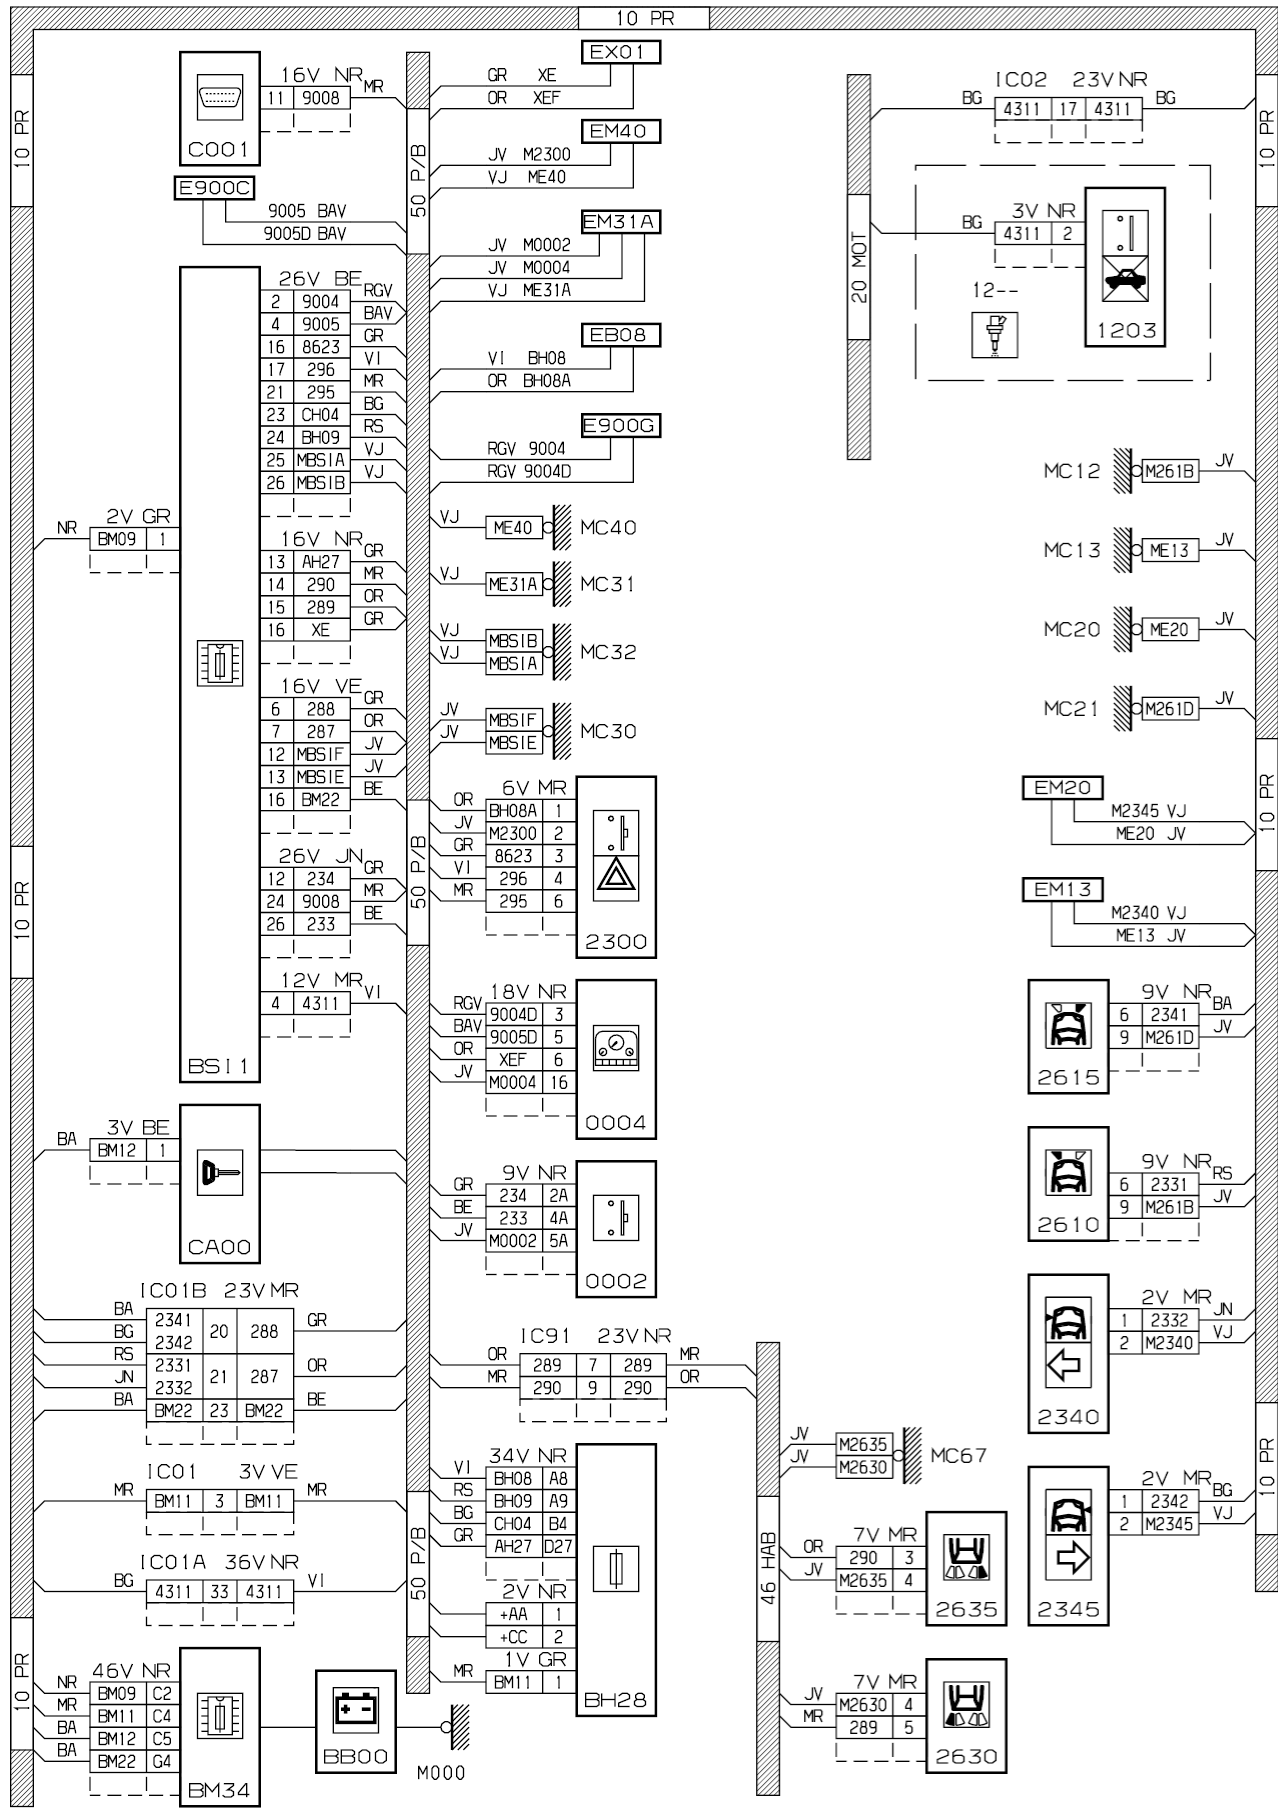 10 PR
10 PR
10 PR
10 PR
10 PR
10 PR
10 PR
10 PR
50 P/B
50 P/B
50 P/B
20 MOT
46 HAB
C001
16V NR
11 9008 MR
E900C
9005 BAV
9005D BAV
EX01
GR XE
OR XEF
EM40
JV M2300
VJ ME40
EM31A
JV M0002
JV M0004
VJ ME31A
EB08
VI BH08
OR BH08A
E900G
RGV 9004
RGV 9004D
BSI1
2V GR
NR BM09 1
26V BE
2 9004 RGV
4 9005 BAV
16 8623 GR
17 296 VI
21 295 MR
23 CH04 BG
24 BH09 RS
25 MBSIA VJ
26 MBSIB VJ
16V NR
13 AH27 GR
14 290 MR
15 289 OR
16 XE GR
16V VE
6 288 GR
7 287 OR
12 MBSIF JV
13 MBSIE JV
16 BM22 BE
26V JN
12 234 GR
24 9008 MR
26 233 BE
12V MR
4 4311 VI
VJ ME40 MC40
VJ ME31A MC31
VJ MBSIB
VJ MBSIA
MC32
JV MBSIF
JV MBSIE
MC30
6V MR
OR BH08A 1
JV M2300 2
GR 8623 3
VI 296 4
MR 295 6
2300
18V NR
RGV 9004D 3
BAV 9005D 5
OR XEF 6
JV M0004 16
0004
9V NR
GR 234 2A
BE 233 4A
JV M0002 5A
0002
3V BE
BA BM12 1
CA00
IC01B 23V MR
BA 2341
BG 2342
20 288 GR
RS 2331
JN 2332
21 287 OR
BA BM22 23 BM22 BE
IC01 3V VE
MR BM11 3 BM11 MR
IC01A 36V NR
BG 4311 33 4311 VI
46V NR
NR BM09 C2
MR BM11 C4
BA BM12 C5
BA BM22 G4
BM34
BB00
M000
IC91 23V NR
OR 289 7 289 MR
MR 290 9 290 OR
34V NR
VI BH08 A8
RS BH09 A9
BG CH04 B4
GR AH27 D27
2V NR
+AA 1
+CC 2
1V GR
MR BM11 1
BH28
JV M2635
JV M2630
MC67
7V MR
OR 290 3
JV M2635 4
2635
7V MR
JV M2630 4
MR 289 5
2630
IC02 23V NR
BG 4311 17 4311 BG
3V NR
BG 4311 2
12--
1203
MC12 M261B JV
MC13 ME13 JV
MC20 ME20 JV
MC21 M261D JV
EM20
M2345 VJ
ME20 JV
EM13
M2340 VJ
ME13 JV
9V NR
6 2341 BA
9 M261D JV
2615
9V NR
6 2331 RS
9 M261B JV
2610
2V MR
1 2332 JN
2 M2340 VJ
2340
2V MR
1 2342 BG
2 M2345 VJ
2345